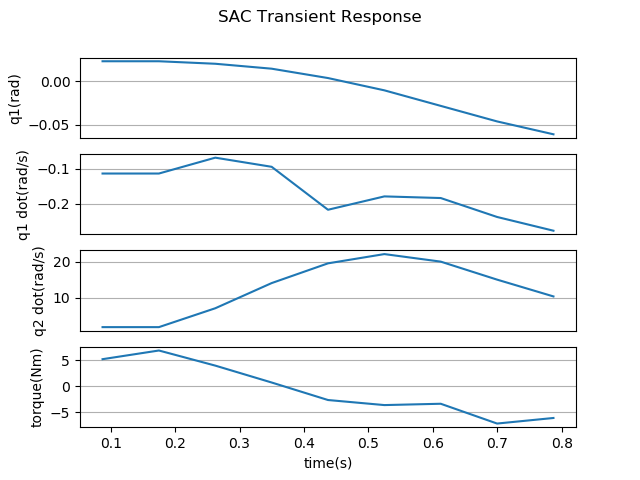 SAC Transient Response
q1(rad)
0.00
−0.05
q1 dot(rad/s)
−0.1
−0.2
q2 dot(rad/s)
20
10
torque(Nm)
5
0
−5
0.1 0.2 0.3 0.4 0.5 0.6 0.7 0.8
time(s)